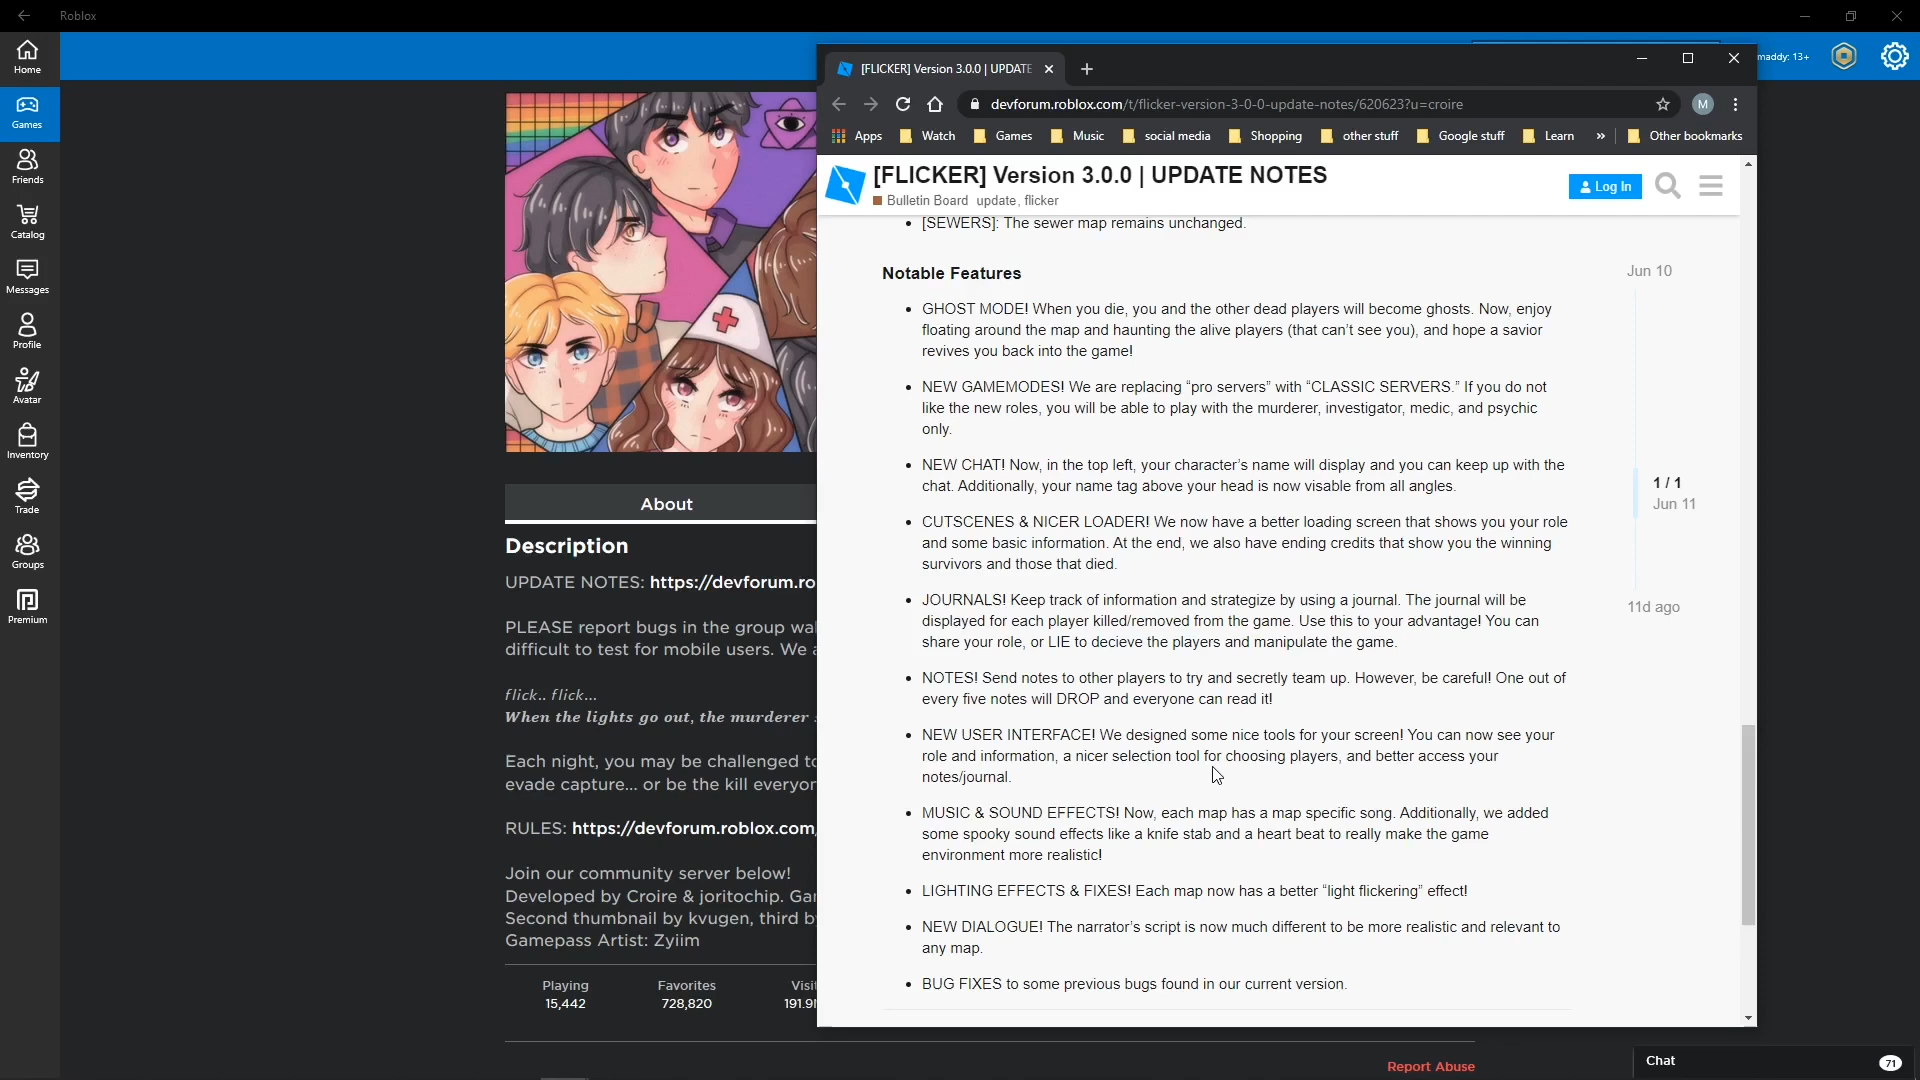 Roblox
Home
Games
Friends
Catalog
Messages
Profile
Avatar
Inventory
Trade
Groups
Premium
maddy: 13+
About
Description
UPDATE NOTES: https://devforum.ro
PLEASE report bugs in the group wal
difficult to test for mobile users. We a
flick.. flick...
When the lights go out, the murderer s
Each night, you may be challenged to
evade capture... or be the kill everyon
RULES: https://devforum.roblox.com/
Join our community server below!
Developed by Croire & joritochip. Gam
Second thumbnail by kvugen, third by
Gamepass Artist: Zyiim
Playing Favorites Visit
15,442 728,820 191.9M
Report Abuse
Chat 71
[FLICKER] Version 3.0.0 | UPDATE
devforum.roblox.com/t/flicker-version-3-0-0-update-notes/620623?u=croire
M
Apps Watch Games Music social media Shopping other stuff Google stuff Learn » Other bookmarks
[FLICKER] Version 3.0.0 | UPDATE NOTES
Bulletin Board update, flicker
Log In
• [SEWERS]: The sewer map remains unchanged.
Notable Features
• GHOST MODE! When you die, you and the other dead players will become ghosts. Now, enjoy
floating around the map and haunting the alive players (that can't see you), and hope a savior
revives you back into the game!
• NEW GAMEMODES! We are replacing “pro servers” with “CLASSIC SERVERS.” If you do not
like the new roles, you will be able to play with the murderer, investigator, medic, and psychic
only.
• NEW CHAT! Now, in the top left, your character's name will display and you can keep up with the
chat. Additionally, your name tag above your head is now visable from all angles.
• CUTSCENES & NICER LOADER! We now have a better loading screen that shows you your role
and some basic information. At the end, we also have ending credits that show you the winning
survivors and those that died.
• JOURNALS! Keep track of information and strategize by using a journal. The journal will be
displayed for each player killed/removed from the game. Use this to your advantage! You can
share your role, or LIE to decieve the players and manipulate the game.
• NOTES! Send notes to other players to try and secretly team up. However, be careful! One out of
every five notes will DROP and everyone can read it!
• NEW USER INTERFACE! We designed some nice tools for your screen! You can now see your
role and information, a nicer selection tool for choosing players, and better access your
notes/journal.
• MUSIC & SOUND EFFECTS! Now, each map has a map specific song. Additionally, we added
some spooky sound effects like a knife stab and a heart beat to really make the game
environment more realistic!
• LIGHTING EFFECTS & FIXES! Each map now has a better “light flickering” effect!
• NEW DIALOGUE! The narrator's script is now much different to be more realistic and relevant to
any map.
• BUG FIXES to some previous bugs found in our current version.
Jun 10
1 / 1
Jun 11
11d ago